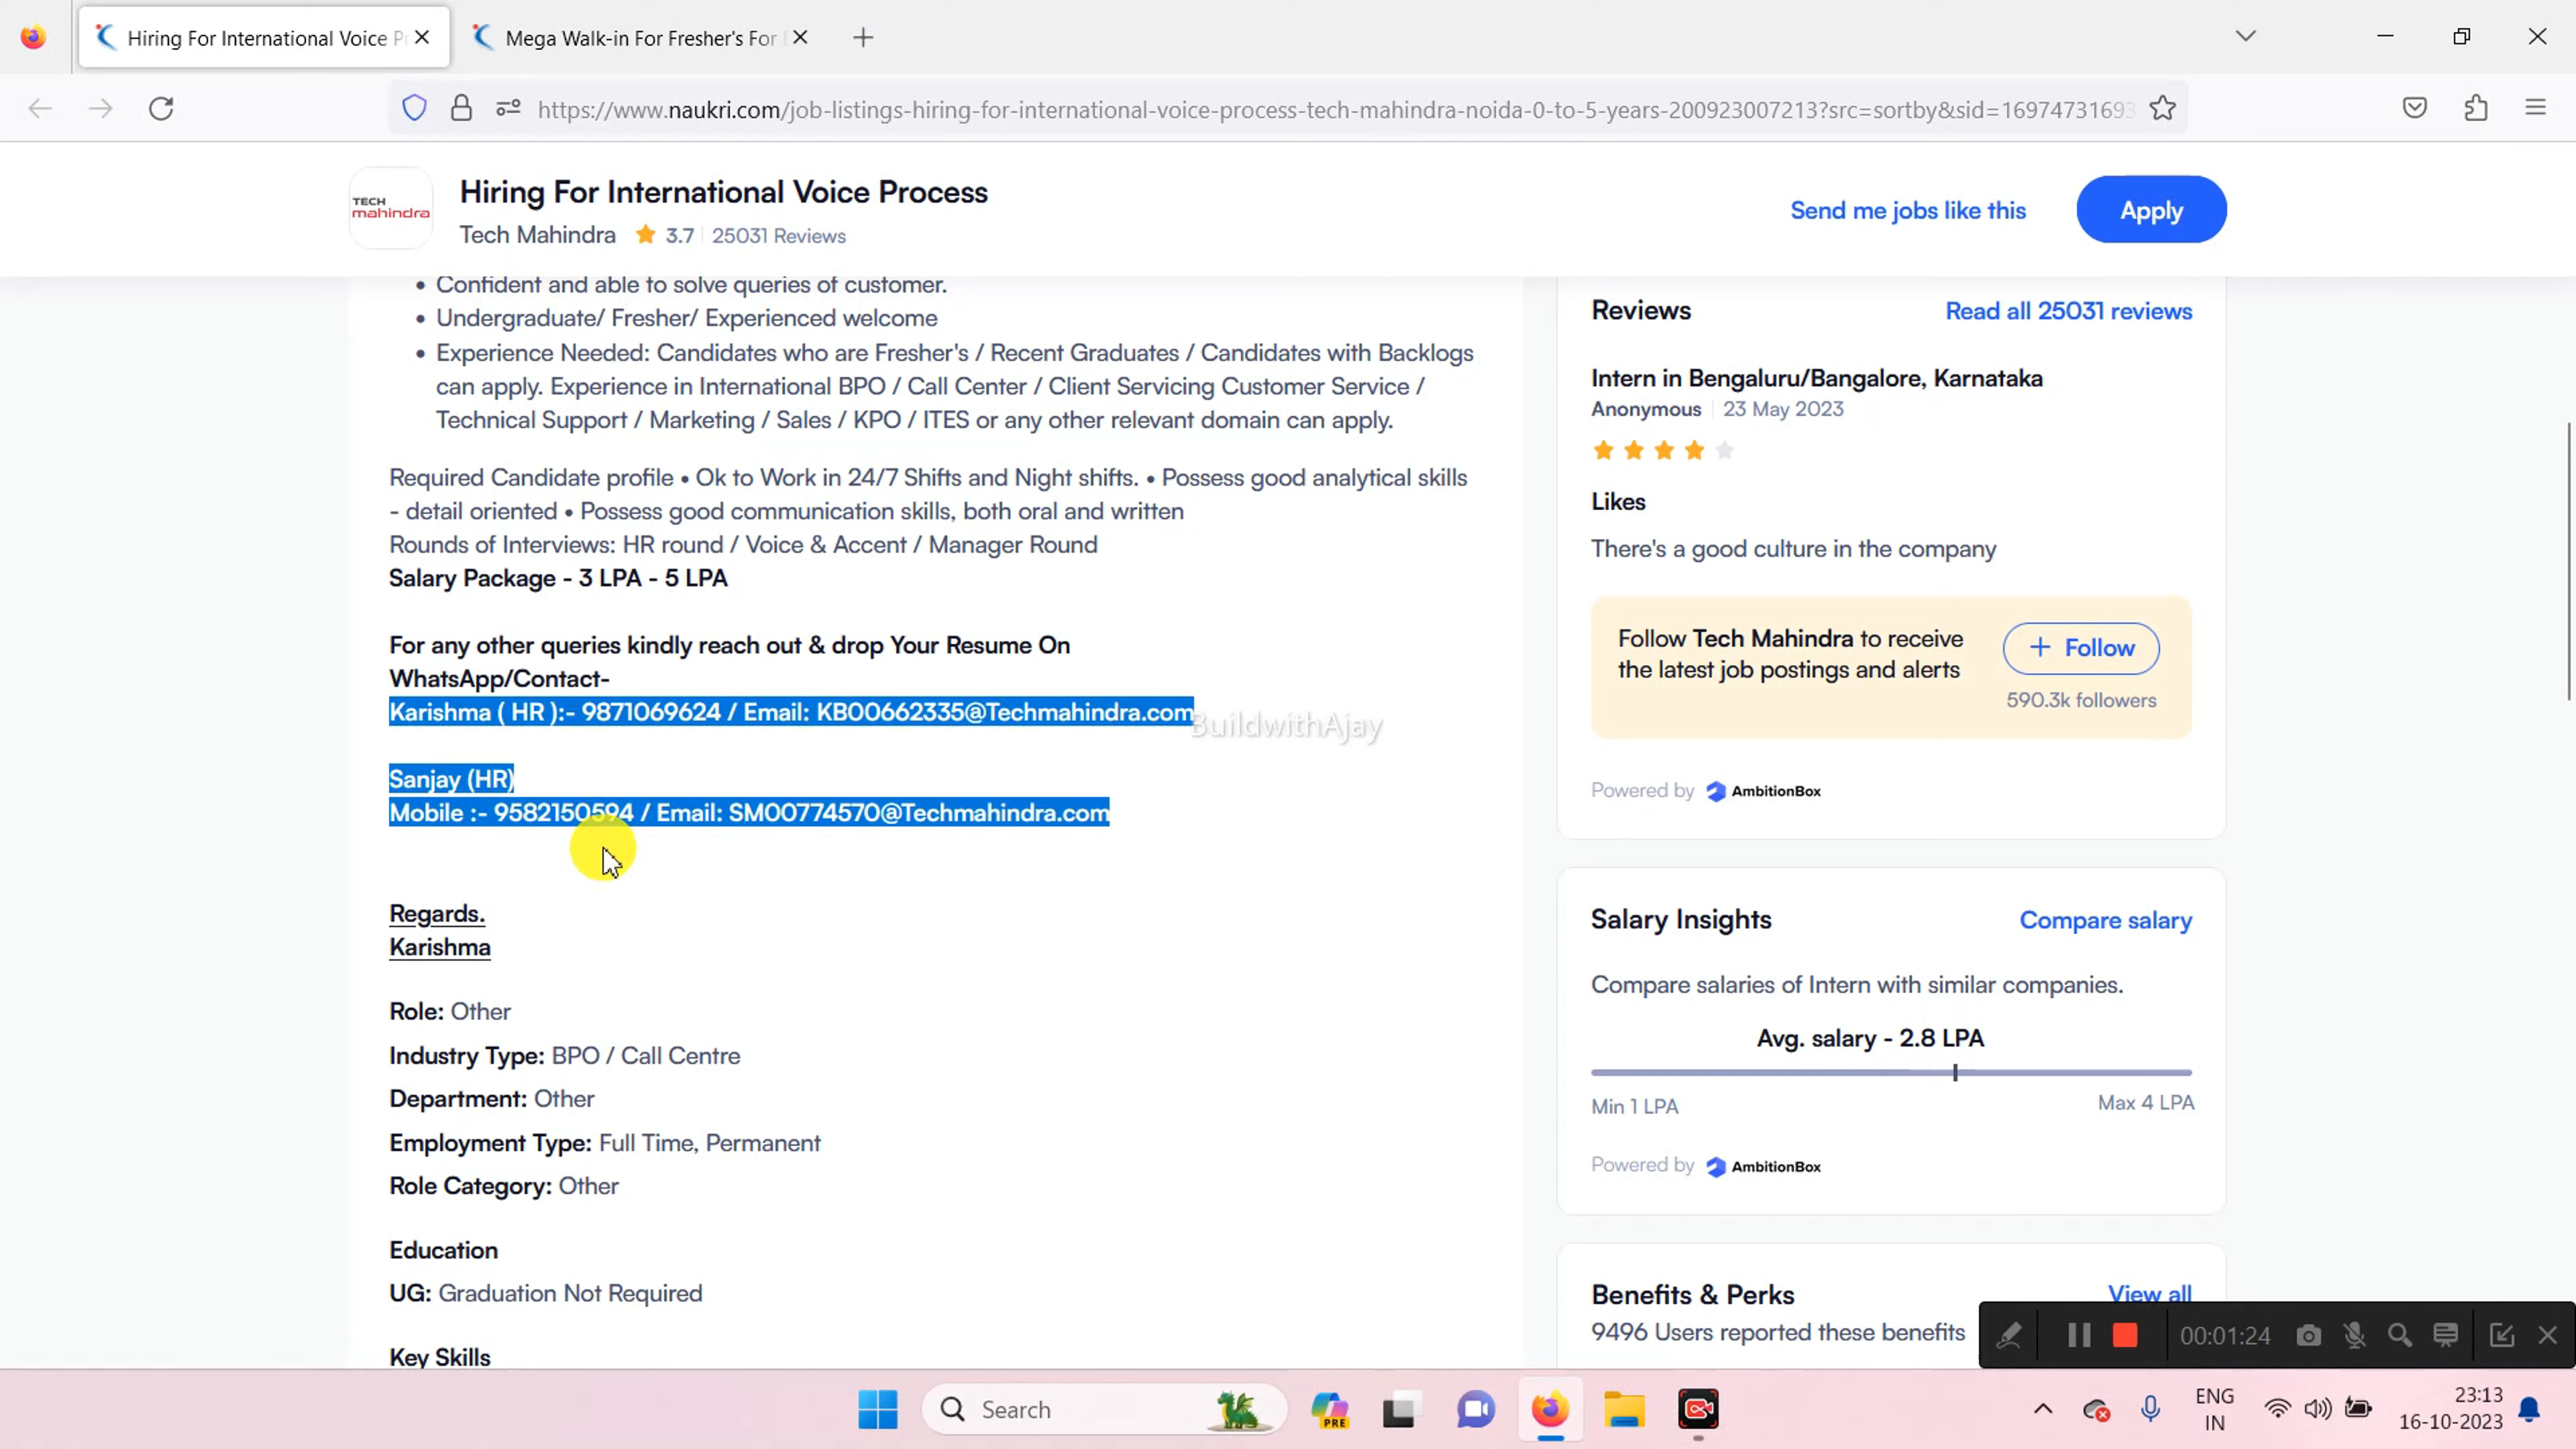 Hiring For International Voice P
Mega Walk-in For Fresher's For
https://www.naukri.com/job-listings-hiring-for-international-voice-process-tech-mahindra-noida-0-to-5-years-200923007213?src=sortby&sid=1697473169
TECH
mahindra
Hiring For International Voice Process
Tech Mahindra 3.7 25031 Reviews
Send me jobs like this
Apply
Confident and able to solve queries of customer.
• Undergraduate/ Fresher/ Experienced welcome
• Experience Needed: Candidates who are Fresher's / Recent Graduates / Candidates with Backlogs
can apply. Experience in International BPO / Call Center / Client Servicing Customer Service /
Technical Support / Marketing / Sales / KPO / ITES or any other relevant domain can apply.
Required Candidate profile • Ok to Work in 24/7 Shifts and Night shifts. • Possess good analytical skills
- detail oriented • Possess good communication skills, both oral and written
Rounds of Interviews: HR round / Voice & Accent / Manager Round
Salary Package - 3 LPA - 5 LPA
For any other queries kindly reach out & drop Your Resume On
WhatsApp/Contact-
Karishma ( HR ):- 9871069624 / Email: KB00662335@Techmahindra.com
BuildwithAjay
Sanjay (HR)
Mobile :- 9582150594 / Email: SM00774570@Techmahindra.com
Regards.
Karishma
Role: Other
Industry Type: BPO / Call Centre
Department: Other
Employment Type: Full Time, Permanent
Role Category: Other
Education
UG: Graduation Not Required
Key Skills
Reviews
Read all 25031 reviews
Intern in Bengaluru/Bangalore, Karnataka
Anonymous 23 May 2023
Likes
There's a good culture in the company
Follow Tech Mahindra to receive
the latest job postings and alerts
+ Follow
590.3k followers
Powered by AmbitionBox
Salary Insights
Compare salary
Compare salaries of Intern with similar companies.
Avg. salary - 2.8 LPA
Min 1 LPA
Max 4 LPA
Powered by AmbitionBox
Benefits & Perks
View all
9496 Users reported these benefits
00:01:24
Search
PRE
ENG
IN
23:13
16-10-2023